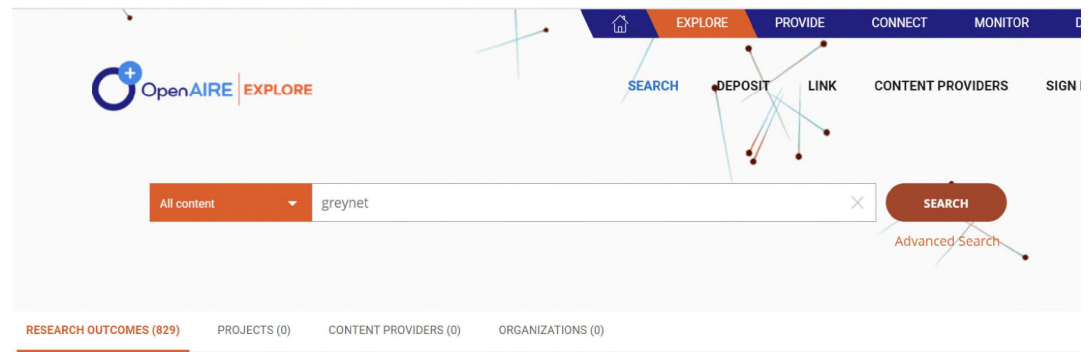 EXPLORE PROVIDE CONNECT MONITOR
OpenAIRE EXPLORE
SEARCH DEPOSIT LINK CONTENT PROVIDERS SIGN
All content greynet SEARCH
Advanced Search
RESEARCH OUTCOMES (829) PROJECTS (0) CONTENT PROVIDERS (0) ORGANIZATIONS (0)